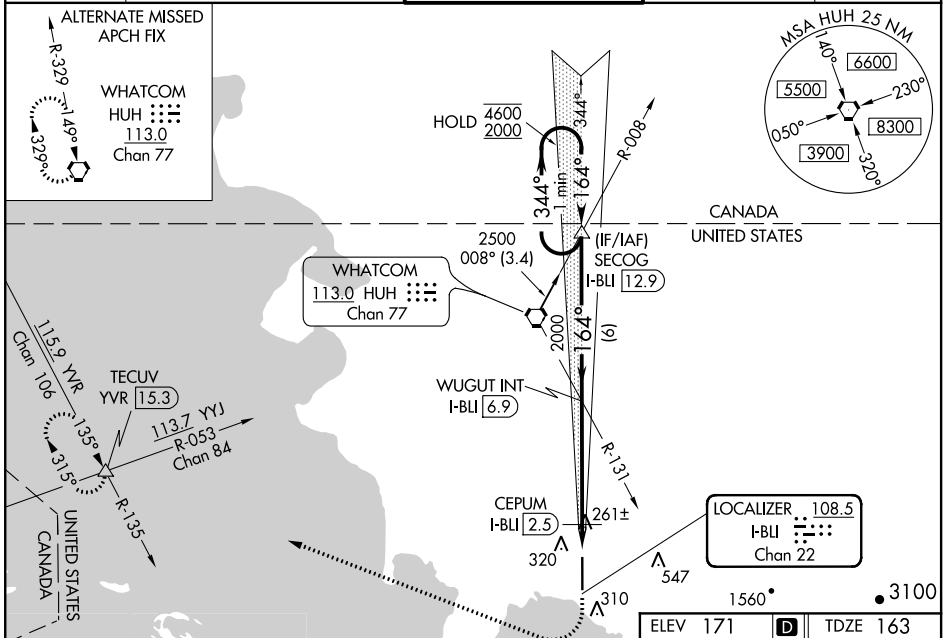 ALTERNATE MISSED
APCH FIX
R-329
149°
329°
WHATCOM
HUH
113.0
Chan 77
MSA HUH 25 NM
140°
6600
5500
230°
050°
8300
3900
320°
HOLD 4600
2000
344°
R-008
344°
1 min
164°
CANADA
UNITED STATES
2500
008° (3.4)
(IF/IAF)
SECOG
I-BLI 12.9
WHATCOM
113.0 HUH
Chan 77
2000
164°
(6)
115.9 YVR
Chan 106
TECUV
YVR 15.3
WUGUT INT
I-BLI 6.9
135°
113.7 YYJ
R-053
Chan 84
315°
R-131
R-135
CEPUM
I-BLI 2.5
261±
LOCALIZER 108.5
I-BLI
Chan 22
UNITED STATES
CANADA
320
547
310
1560
3100
ELEV 171 D TDZE 163